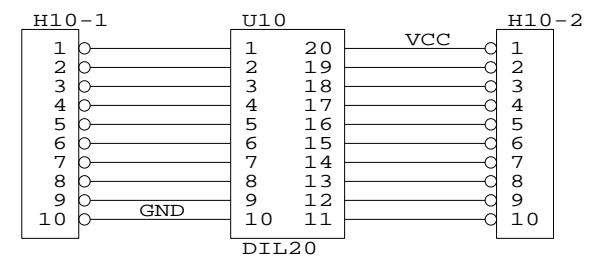 H10-1 U10 H10-2
VCC
1 1 20 1
2 2 19 2
3 3 18 3
4 4 17 4
5 5 16 5
6 6 15 6
7 7 14 7
8 8 13 8
9 9 12 9
GND
10 10 11 10
DIL20